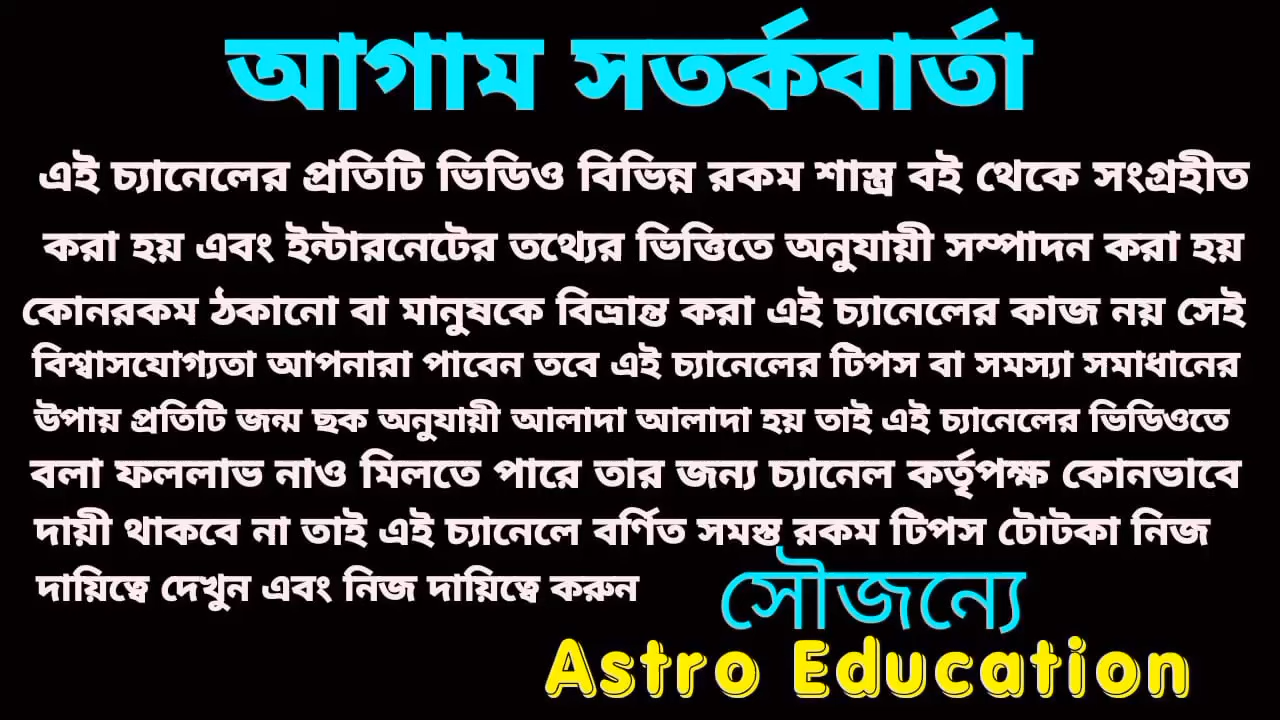 আগাম সতর্কবার্তা
এই চ্যানেলের প্রতিটি ভিডিও বিভিন্ন রকম শাস্ত্র বই থেকে সংগ্রহীত
করা হয় এবং ইন্টারনেটের তথ্যের ভিত্তিতে অনুযায়ী সম্পাদন করা হয়
কোনরকম ঠকানো বা মানুষকে বিভ্রান্ত করা এই চ্যানেলের কাজ নয় সেই
বিশ্বাসযোগ্যতা আপনারা পাবেন তবে এই চ্যানেলের টিপস বা সমস্যা সমাধানের
উপায় প্রতিটি জন্ম ছক অনুযায়ী আলাদা আলাদা হয় তাই এই চ্যানেলের ভিডিওতে
বলা ফললাভ নাও মিলতে পারে তার জন্য চ্যানেল কর্তৃপক্ষ কোনভাবে
দায়ী থাকবে না তাই এই চ্যানেলে বর্ণিত সমস্ত রকম টিপস টোটকা নিজ
দায়িত্বে দেখুন এবং নিজ দায়িত্বে করুন
সৌজন্যে
Astro Education